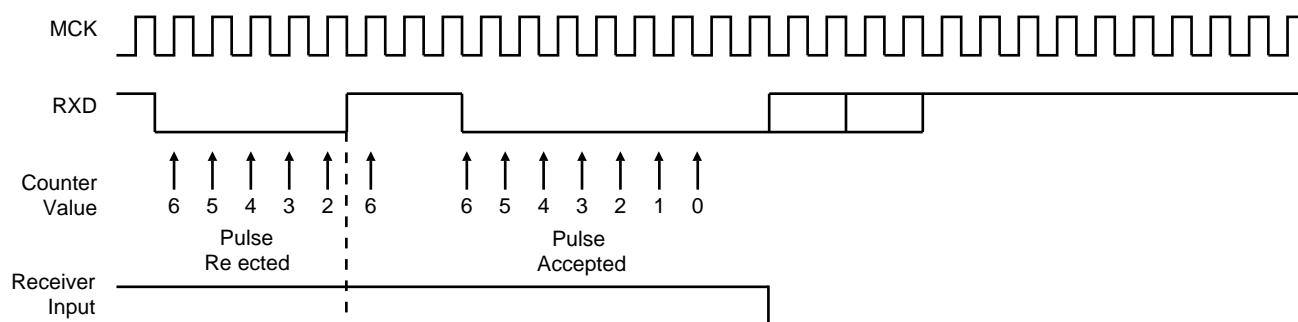 MCK
RXD
Counter
Value
6 5 4 3 2 6 6 5 4 3 2 1 0
Pulse
Re ected
Pulse
Accepted
Receiver
Input